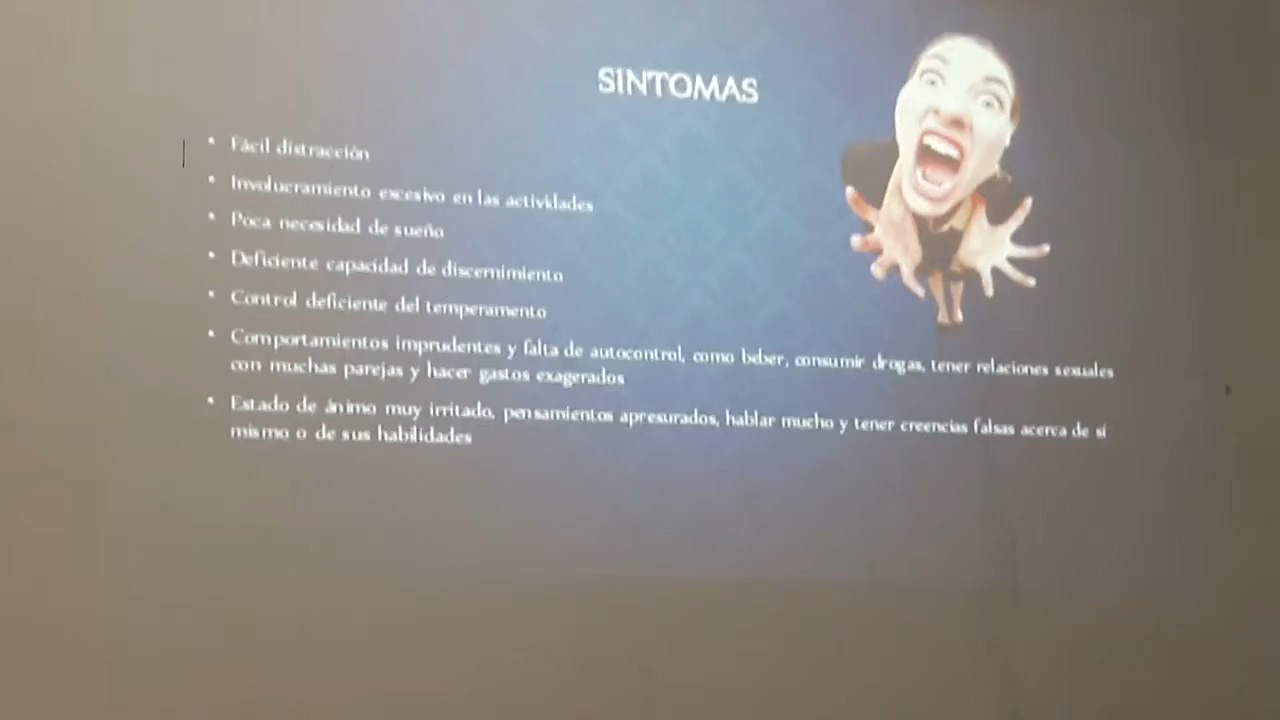 SINTOMAS
• Fácil distracción
• Involucramiento excesivo en las actividades
• Poca necesidad de sueño
• Deficiente capacidad de discernimiento
• Control deficiente del temperamento
• Comportamientos imprudentes y falta de autocontrol, como beber, consumir drogas, tener relaciones sexuales
con muchas parejas y hacer gastos exagerados
• Estado de ánimo muy irritado, pensamientos apresurados, hablar mucho y tener creencias falsas acerca de sí
mismo o de sus habilidades